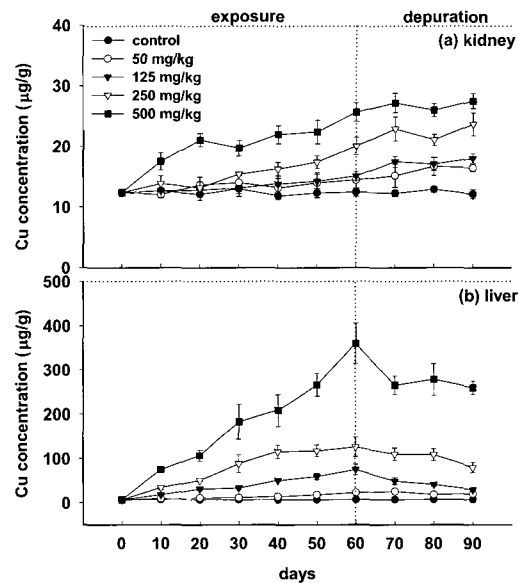 exposure depuration
(a) kidney
control
50 mg/kg
125 mg/kg
250 mg/kg
500 mg/kg
Cu concentration (µg/g)
40
30
20
10
0
(b) liver
Cu concentration (µg/g)
500
400
300
200
100
0
0 10 20 30 40 50 60 70 80 90
days